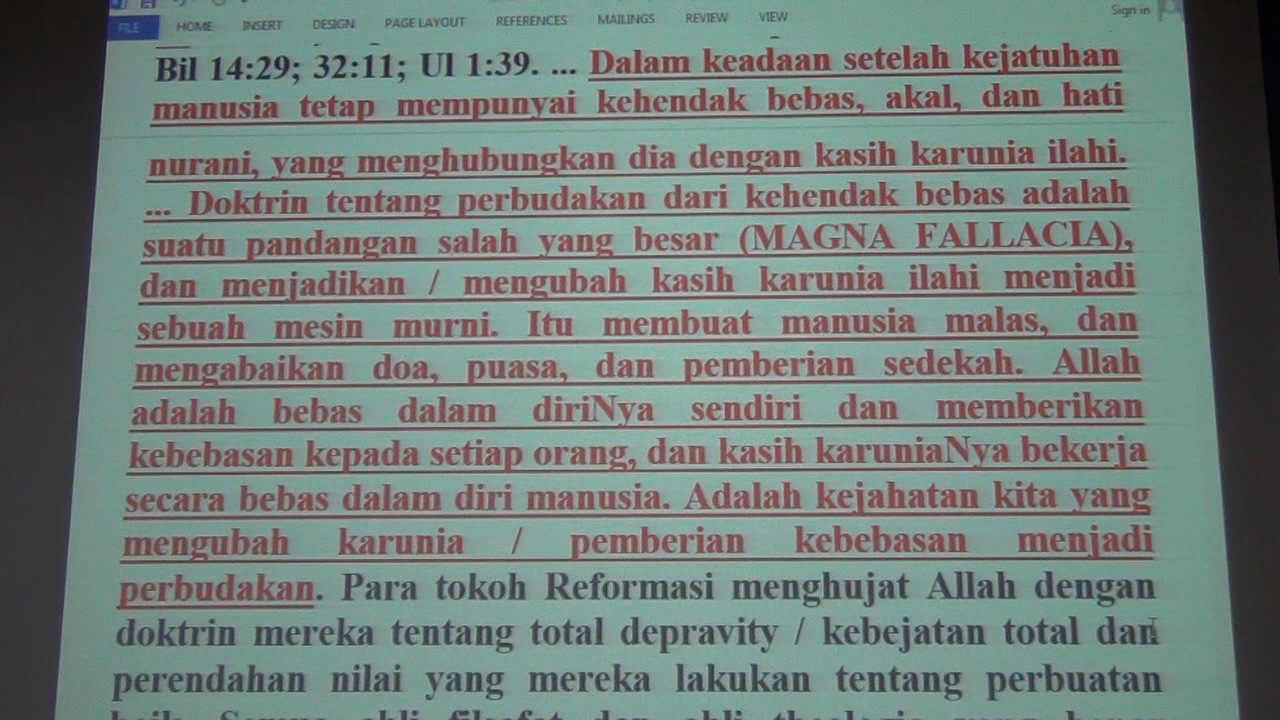 Sign in
FILE HOME INSERT DESIGN PAGE LAYOUT REFERENCES MAILINGS REVIEW VIEW
Bil 14:29; 32:11; Ul 1:39. ... Dalam keadaan setelah kejatuhan
manusia tetap mempunyai kehendak bebas, akal, dan hati
nurani, yang menghubungkan dia dengan kasih karunia ilahi.
... Doktrin tentang perbudakan dari kehendak bebas adalah
suatu pandangan salah yang besar (MAGNA FALLACIA),
dan menjadikan / mengubah kasih karunia ilahi menjadi
sebuah mesin murni. Itu membuat manusia malas, dan
mengabaikan doa, puasa, dan pemberian sedekah. Allah
adalah bebas dalam diriNya sendiri dan memberikan
kebebasan kepada setiap orang, dan kasih karuniaNya bekerja
secara bebas dalam diri manusia. Adalah kejahatan kita yang
mengubah karunia / pemberian kebebasan menjadi
perbudakan. Para tokoh Reformasi menghujat Allah dengan
doktrin mereka tentang total depravity / kebejatan total dan
perendahan nilai yang mereka lakukan tentang perbuatan